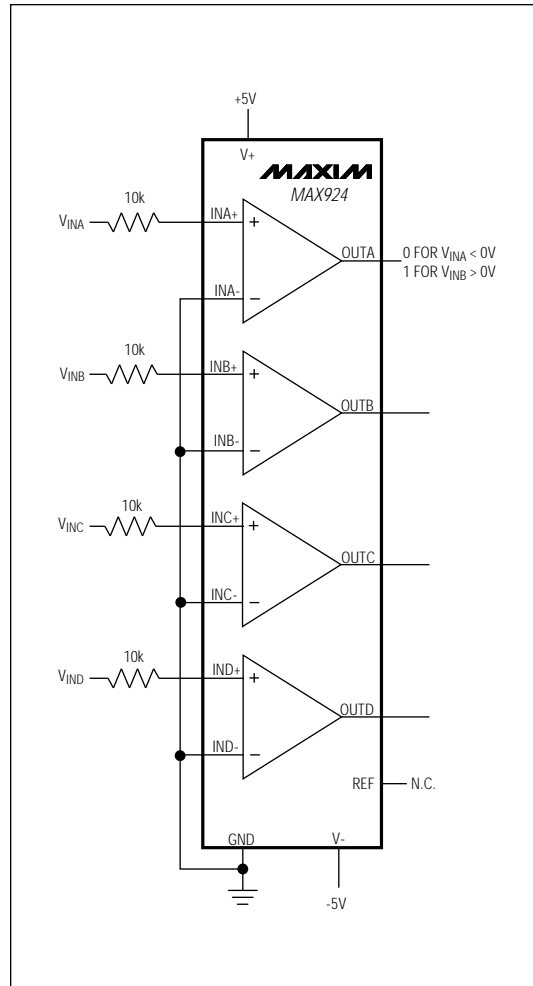 +5V
V+
MAXIM
MAX924
10k
VINA
INA+
+
OUTA
0 FOR VINA < 0V
1 FOR VINB > 0V
INA-
−
10k
VINB
INB+
+
OUTB
INB-
−
10k
VINC
INC+
+
OUTC
INC-
−
10k
VIND
IND+
+
OUTD
IND-
−
REF
N.C.
GND
V-
-5V